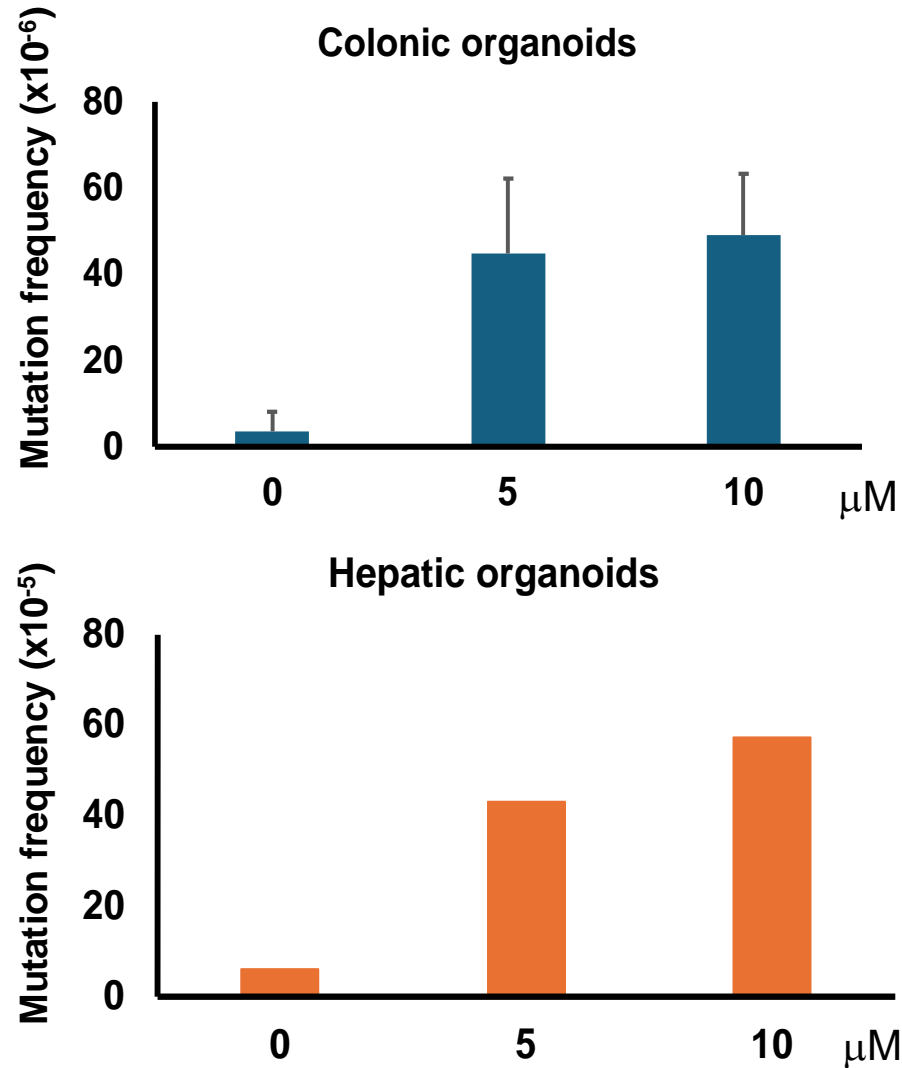 Colonic organoids
Mutation frequency (x10⁻⁶)
80
60
40
20
0
0 5 10 μM
Hepatic organoids
Mutation frequency (x10⁻⁵)
80
60
40
20
0
0 5 10 μM